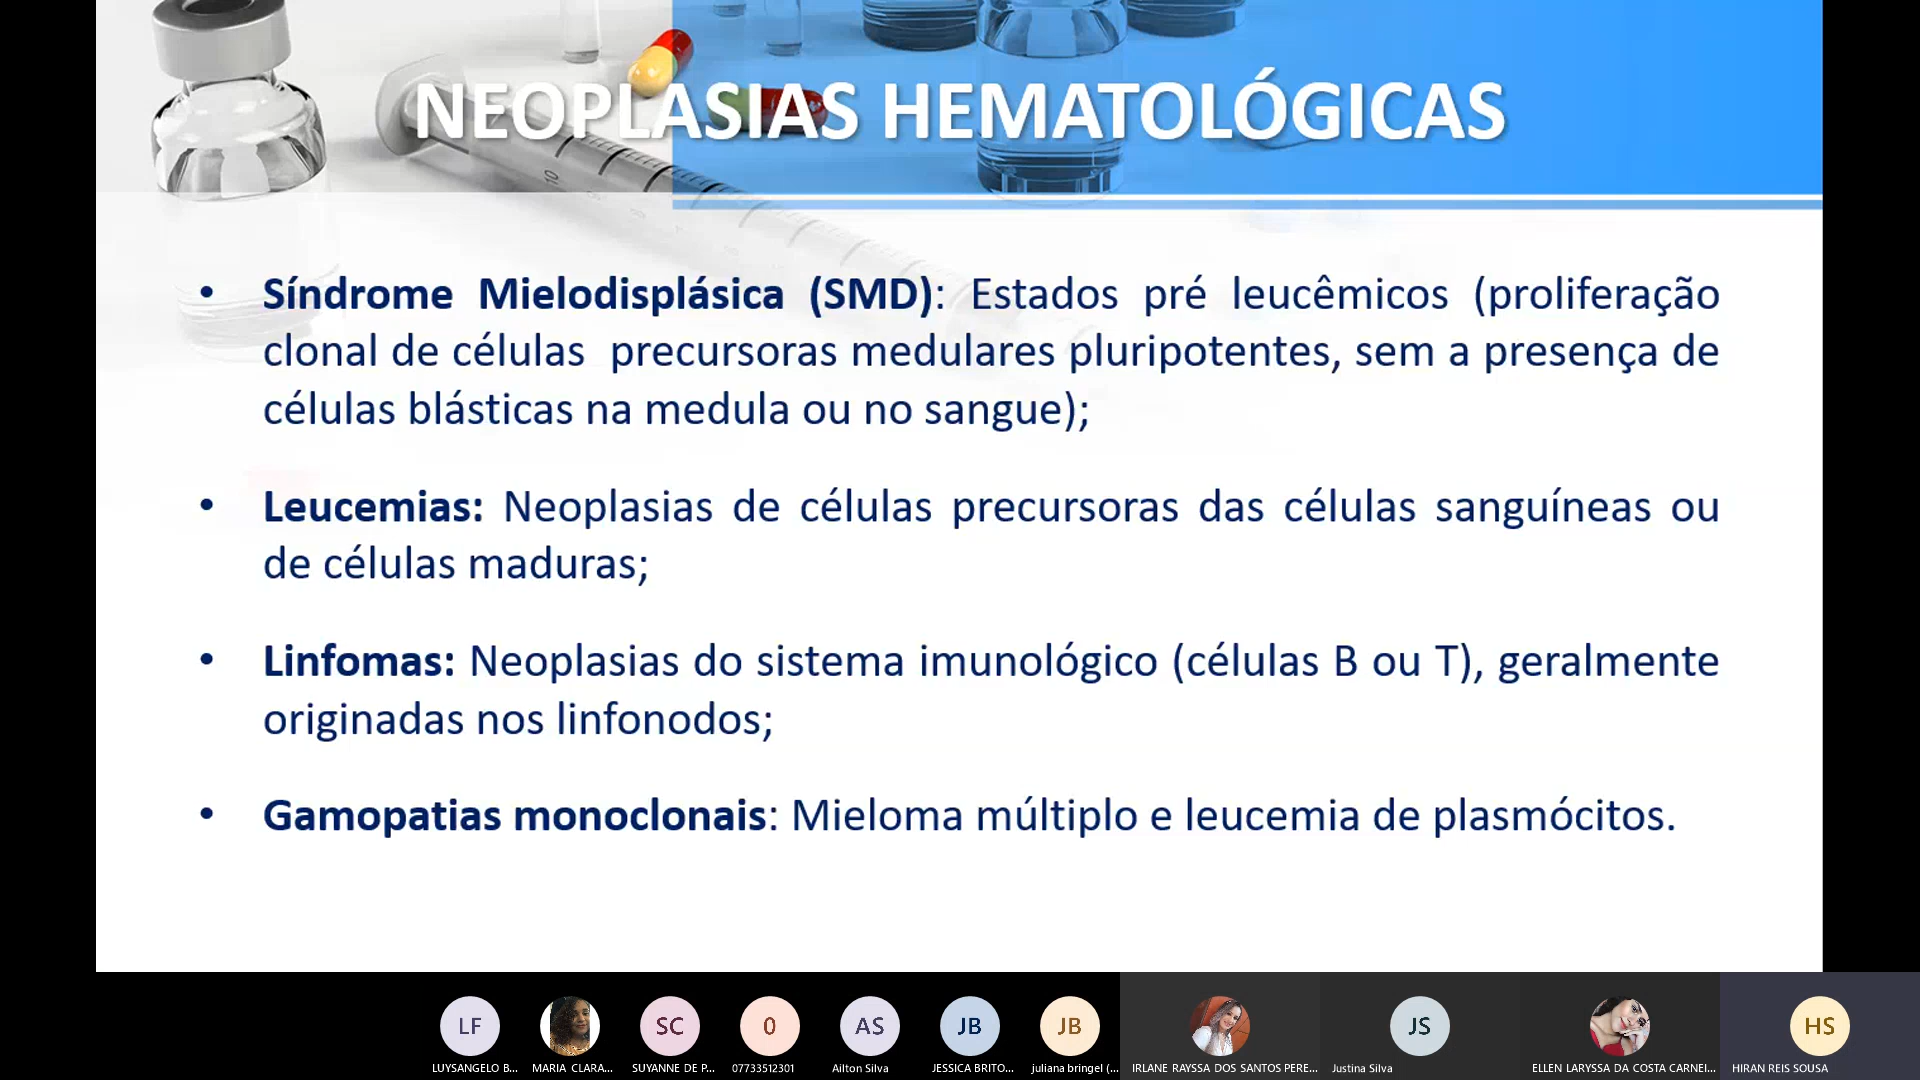 NEOPLASIAS HEMATOLÓGICAS
10
• Síndrome Mielodisplásica (SMD): Estados pré leucêmicos (proliferação
clonal de células precursoras medulares pluripotentes, sem a presença de
células blásticas na medula ou no sangue);
• Leucemias: Neoplasias de células precursoras das células sanguíneas ou
de células maduras;
• Linfomas: Neoplasias do sistema imunológico (células B ou T), geralmente
originadas nos linfonodos;
• Gamopatias monoclonais: Mieloma múltiplo e leucemia de plasmócitos.
LF SC 0 AS JB JB JS HS
LUYSANGELO B... MARIA CLARA... SUYANNE DE P... 07733512301 Ailton Silva JESSICA BRITO... juliana bringel (... IRLANE RAYSSA DOS SANTOS PERE... Justina Silva ELLEN LARYSSA DA COSTA CARNEI... HIRAN REIS SOUSA